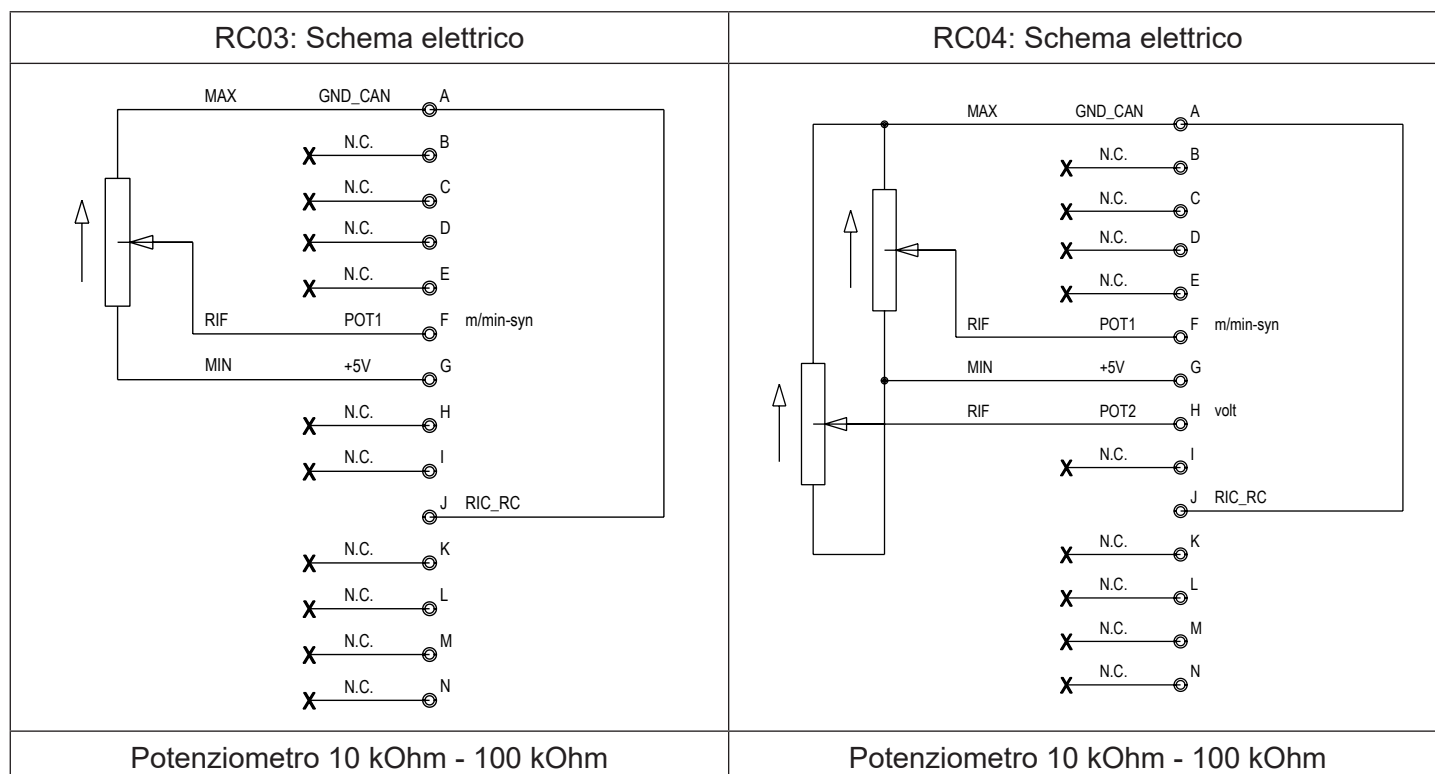 RC03: Schema elettrico
MAX GND_CAN A
N.C. B
N.C. C
N.C. D
N.C. E
RIF POT1 F m/min-syn
MIN +5V G
N.C. H
N.C. I
J RIC_RC
N.C. K
N.C. L
N.C. M
N.C. N
Potenziometro 10 kOhm - 100 kOhm
RC04: Schema elettrico
MAX GND_CAN A
N.C. B
N.C. C
N.C. D
N.C. E
RIF POT1 F m/min-syn
MIN +5V G
RIF POT2 H volt
N.C. I
J RIC_RC
N.C. K
N.C. L
N.C. M
N.C. N
Potenziometro 10 kOhm - 100 kOhm